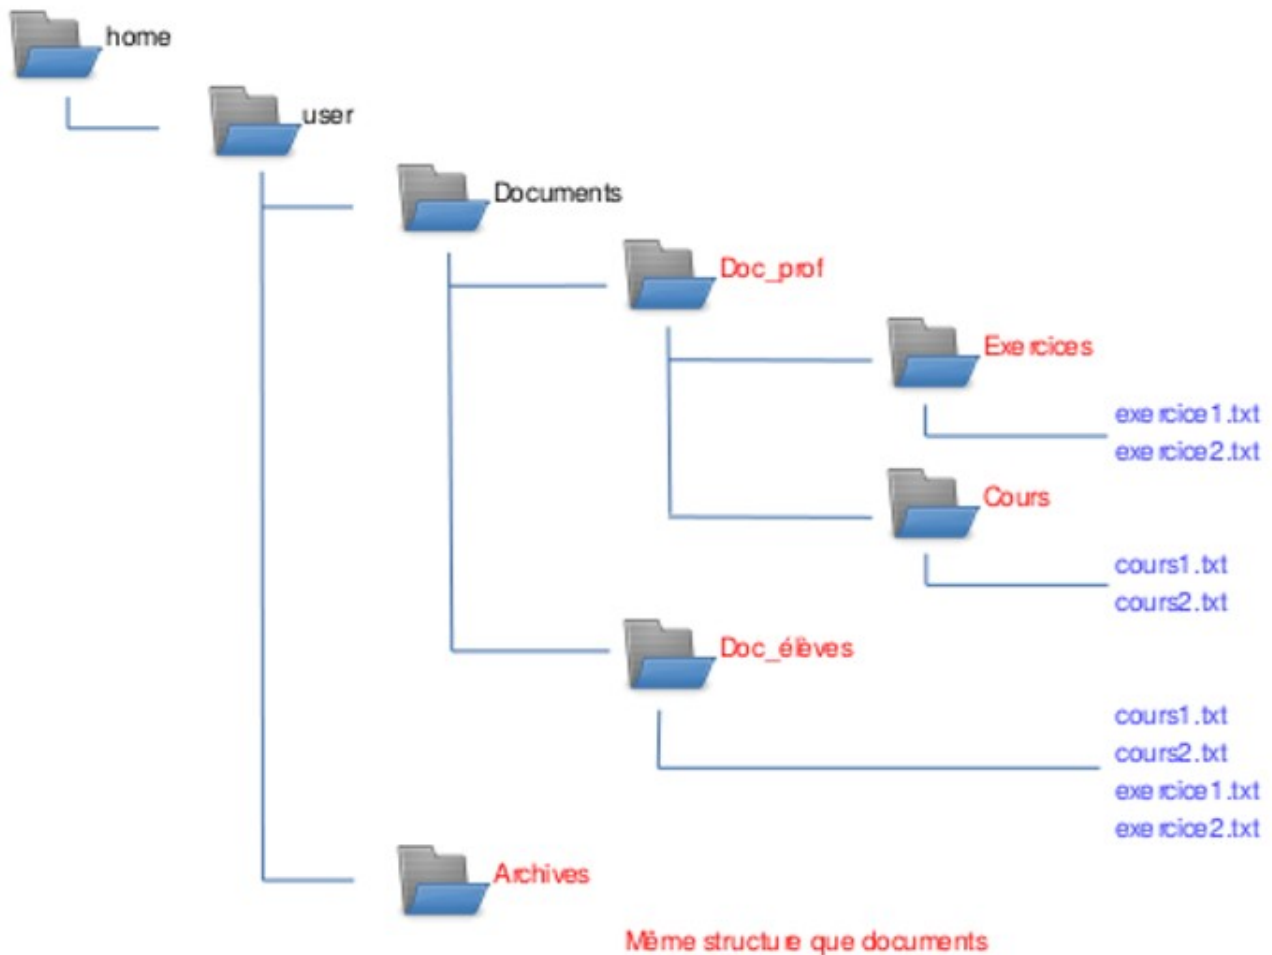 home
user
Documents
Doc_prof
Exercices
exercice1.txt
exercice2.txt
Cours
cours1.txt
cours2.txt
Doc_élèves
cours1.txt
cours2.txt
exercice1.txt
exercice2.txt
Archives
Même structure que documents